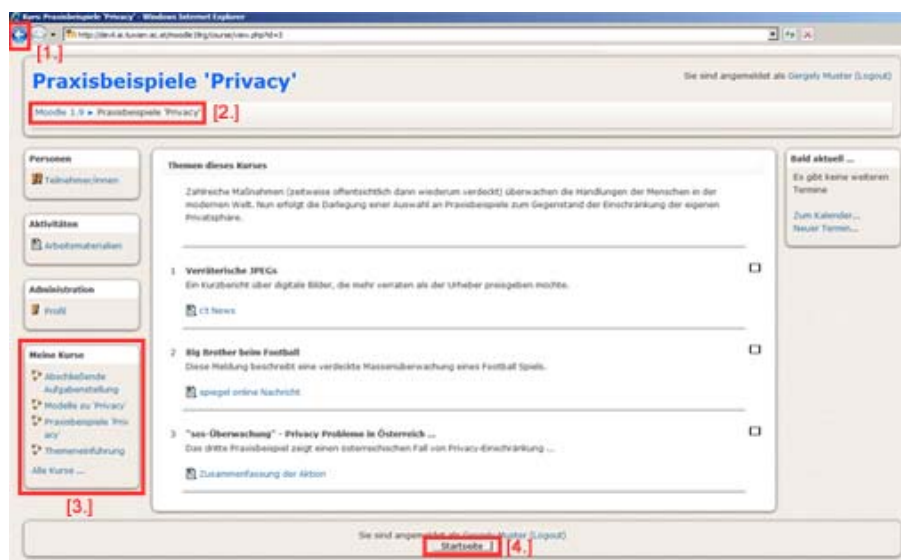 Kurs: Praxisbeispiele 'Privacy' - Windows Internet Explorer
[1.]
Praxisbeispiele 'Privacy'
Sie sind angemeldet als Gergely Muster (Logout)
Moodle 1.9 ► Praxisbeispiele 'Privacy'
[2.]
Personen
Teilnehmer/innen
Aktivitäten
Arbeitsmaterialien
Administration
Profil
Meine Kurse
Abschließende
Aufgabenstellung
Modelle zu 'Privacy'
Praxisbeispiele 'Priv
acy'
Themeneinführung
Alle Kurse ...
[3.]
Themen dieses Kurses
Zahlreiche Maßnahmen (zeitweise offentsichtlich dann wiederum verdeckt) überwachen die Handlungen der Menschen in der
modernen Welt. Nun erfolgt die Darlegung einer Auswahl an Praxisbeispiele zum Gegenstand der Einschränkung der eigenen
Privatsphäre.
1 Verräterische JPEGs
Ein Kurzbericht über digitale Bilder, die mehr verraten als der Urheber preisgeben möchte.
c't News
2 Big Brother beim Football
Diese Meldung beschreibt eine verdeckte Massenüberwachung eines Football Spiels.
spiegel online Nachricht
3 - Privacy Probleme in Österreich ...
Das dritte Praxisbeispiel zeigt einen österreichischen Fall von Privacy-Einschränkung ...
Zusammenfassung der Aktion
Bald aktuell ...
Es gibt keine weiteren
Termine
Zum Kalender...
Neuer Termin...
Sie sind angemeldet als Gergely Muster (Logout)
Startseite
[4.]